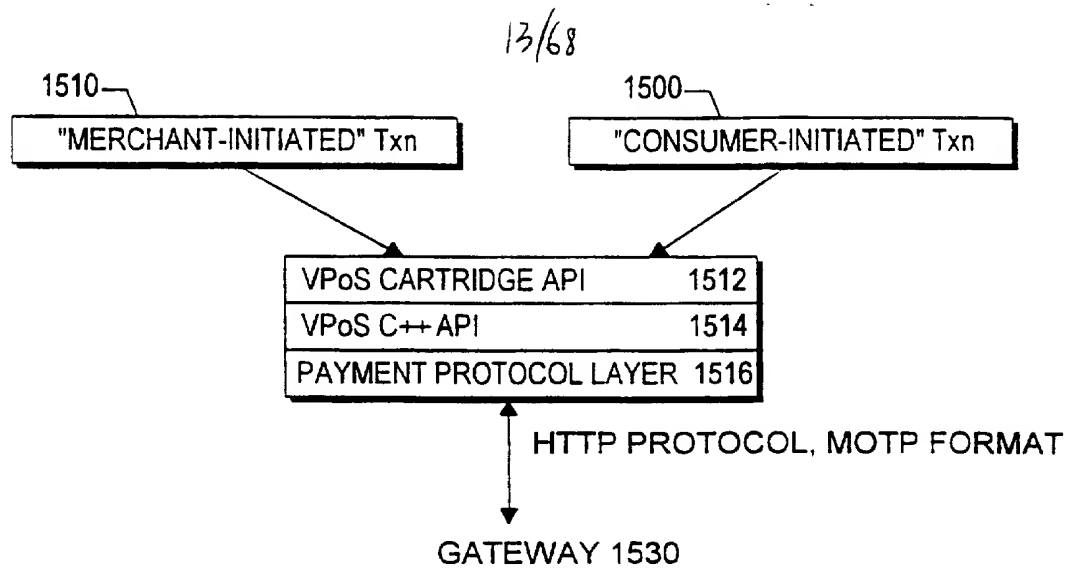 13/68
1510
1500
"MERCHANT-INITIATED" Txn
"CONSUMER-INITIATED" Txn
VPoS CARTRIDGE API 1512
VPoS C++ API 1514
PAYMENT PROTOCOL LAYER 1516
HTTP PROTOCOL, MOTP FORMAT
GATEWAY 1530